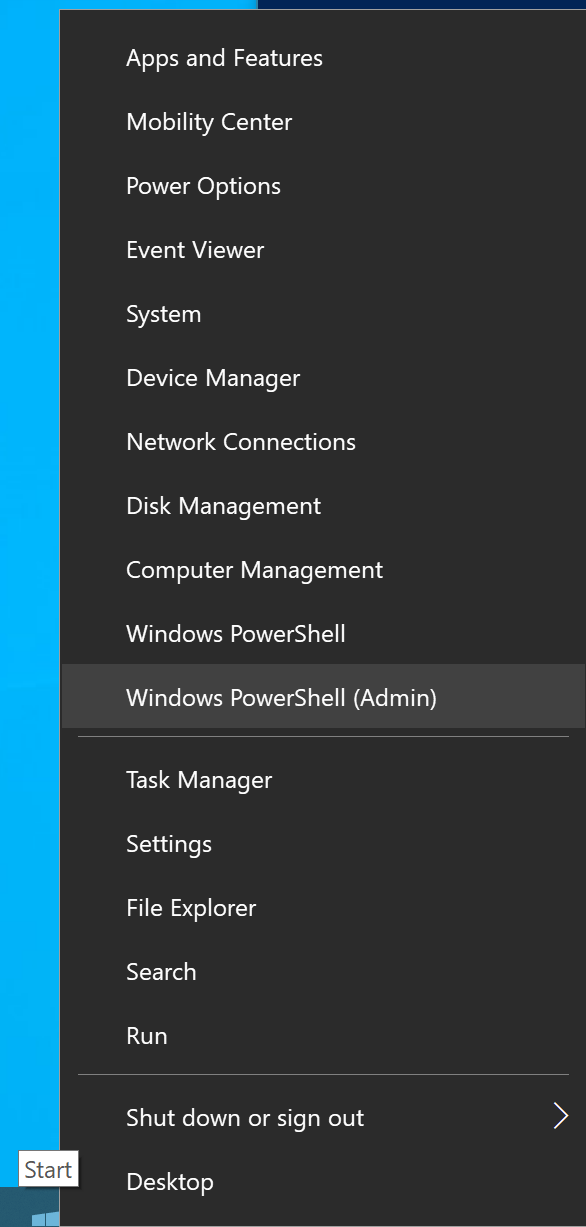 Apps and Features
Mobility Center
Power Options
Event Viewer
System
Device Manager
Network Connections
Disk Management
Computer Management
Windows PowerShell
Windows PowerShell (Admin)
Task Manager
Settings
File Explorer
Search
Run
Shut down or sign out
Start
Desktop